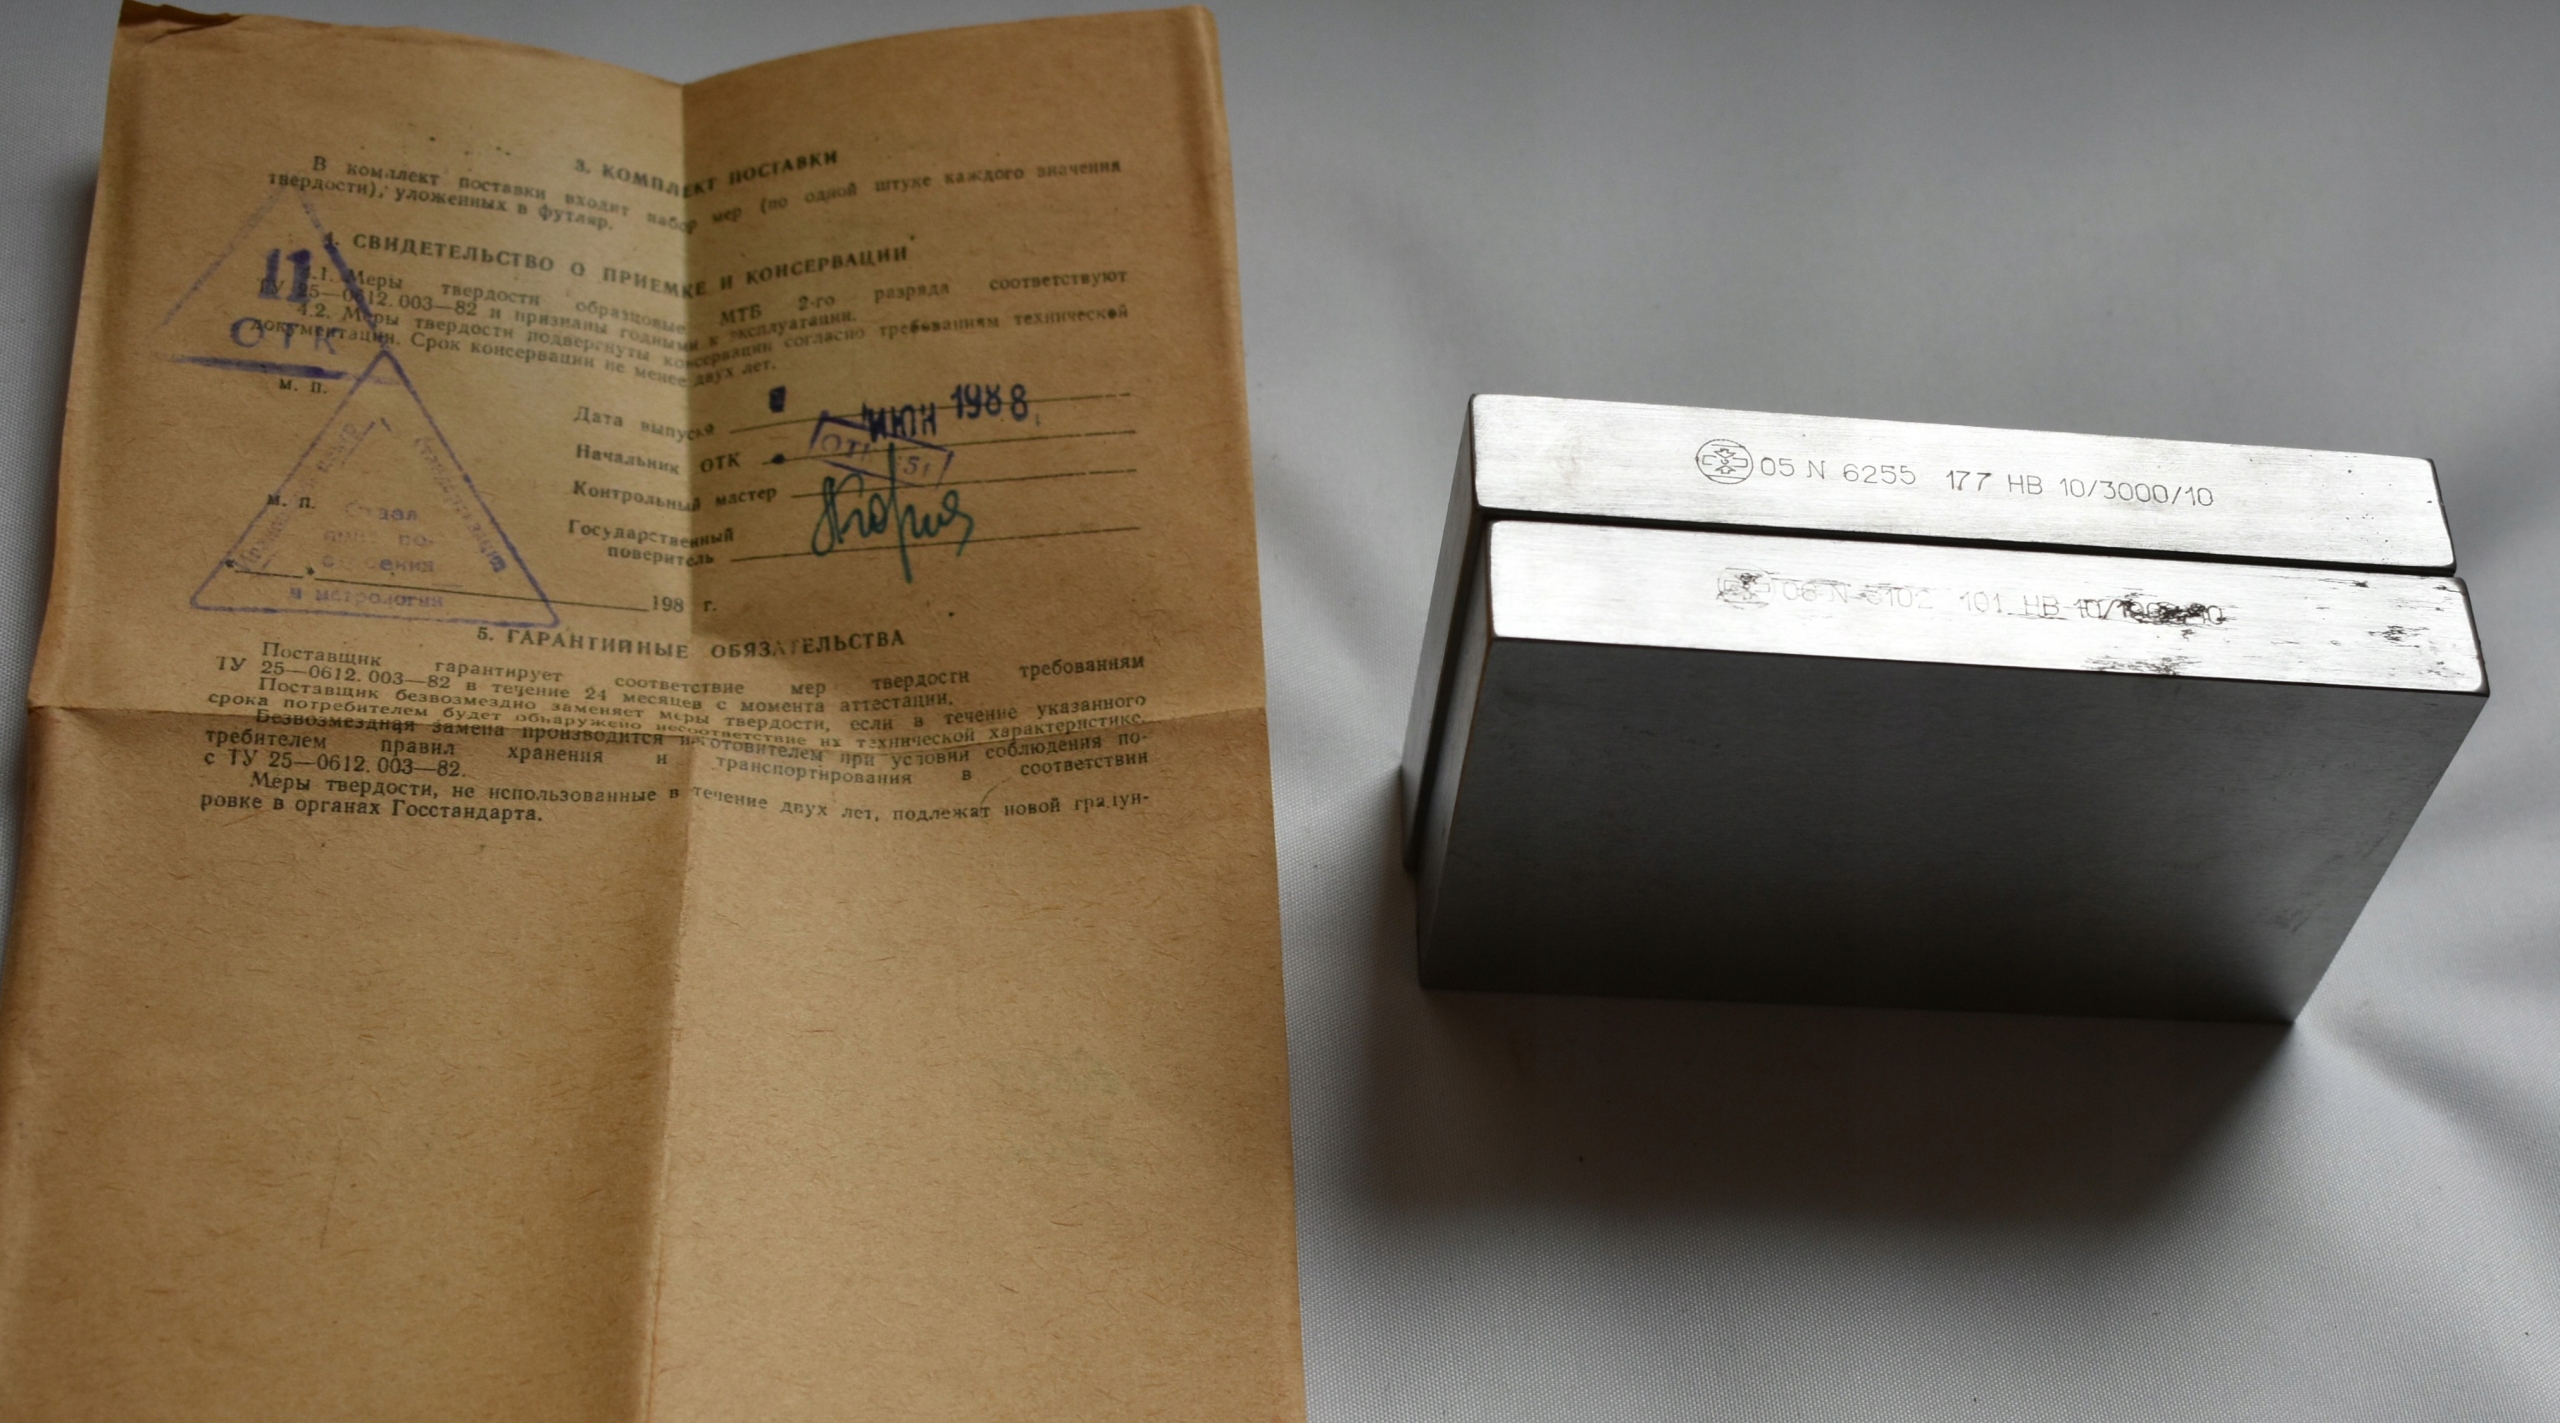 3. КОМПЛЕКТ ПОСТАВКИ
В комплект поставки входит набор мер (по одной штуке каждого значения
твердости), уложенных в футляр.
4. СВИДЕТЕЛЬСТВО О ПРИЕМКЕ И КОНСЕРВАЦИИ
4.1. Меры твердости образцовые МТБ 2-го разряда соответствуют
ТУ 25—0612.003—82 и признаны годными к эксплуатации.
4.2. Меры твердости подвергнуты консервации согласно требованиям технической
документации. Срок консервации не менее двух лет.
11
ОТК
м. п.
Дата выпуска ИЮН 1988
Начальник ОТК
ОТК
Контрольный мастер
м. п.
Государственный
поверитель
Отдел
и метрологии
стандартизации
198 г.
5. ГАРАНТИЙНЫЕ ОБЯЗАТЕЛЬСТВА
Поставщик гарантирует соответствие мер твердости требованиям
ТУ 25—0612.003—82 в течение 24 месяцев с момента аттестации.
Поставщик безвозмездно заменяет меры твердости, если в течение указанного
срока потребителем будет обнаружено несоответствие их технической характеристике.
Безвозмездная замена производится изготовителем при условии соблюдения по-
требителем правил хранения и транспортирования в соответствии
с ТУ 25—0612.003—82.
Меры твердости, не использованные в течение двух лет, подлежат новой градуи-
ровке в органах Госстандарта.
05 N 6255 177 HB 10/3000/10
06 N 101 HB